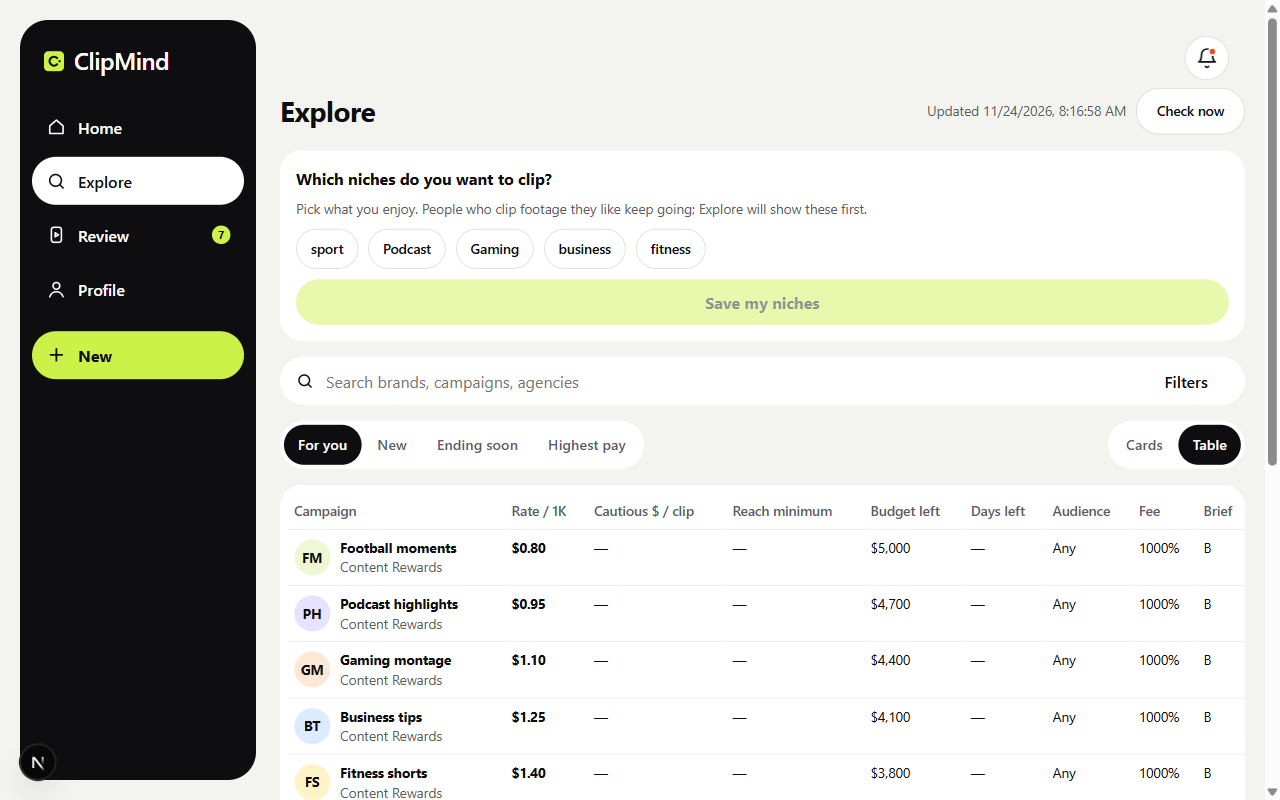 ClipMind
Home
Explore
Review 7
Profile
New
N
Explore
Updated 11/24/2026, 8:16:58 AM Check now
Which niches do you want to clip?
Pick what you enjoy. People who clip footage they like keep going; Explore will show these first.
sport Podcast Gaming business fitness
Save my niches
Search brands, campaigns, agencies Filters
For you New Ending soon Highest pay Cards Table
Campaign Rate / 1K Cautious $ / clip Reach minimum Budget left Days left Audience Fee Brief
FM Football moments $0.80 — — $5,000 — Any 1000% B
Content Rewards
PH Podcast highlights $0.95 — — $4,700 — Any 1000% B
Content Rewards
GM Gaming montage $1.10 — — $4,400 — Any 1000% B
Content Rewards
BT Business tips $1.25 — — $4,100 — Any 1000% B
Content Rewards
FS Fitness shorts $1.40 — — $3,800 — Any 1000% B
Content Rewards